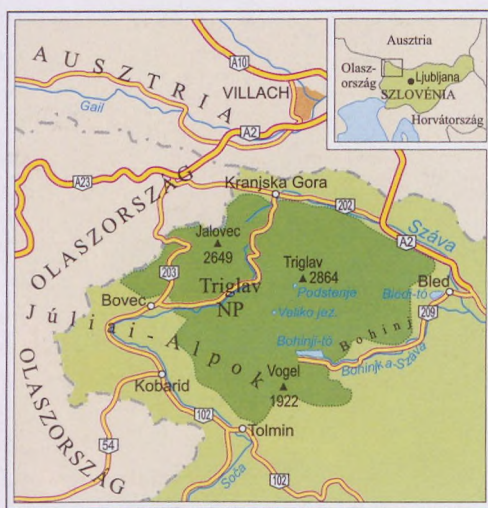 AUSZTRIA
A10
VILLACH
Gail
A2
Ausztria
Olasz-
ország
Ljubljana
SZLOVÉNIA
Horvátország
A23
OLASZORSZÁG
Kranjska Gora
202
Száva
A2
Jalovec
2649
Triglav
2864
203
Podstenje
Bled
Triglav
NP
Bovec
Veliko jez.
Bledi-tó
209
Júliai-Alpok
Bohinj
Bohinji-tó
Bohinjka-Száva
OLASZORSZÁG
Vogel
1922
Kobarid
102
54
Tolmin
Soča
102